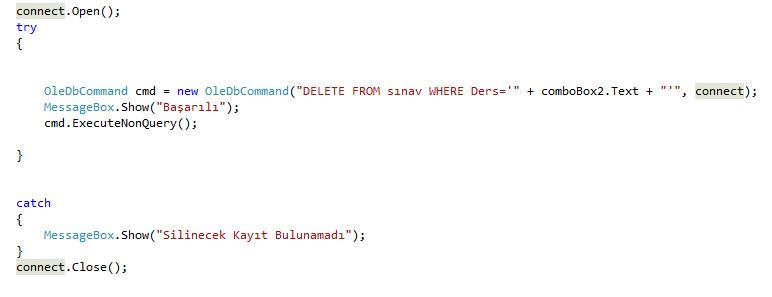 connect.Open();
try
{
OleDbCommand cmd = new OleDbCommand("DELETE FROM sınav WHERE Ders='" + comboBox2.Text + "'", connect);
MessageBox.Show("Başarılı");
cmd.ExecuteNonQuery();
}
catch
{
MessageBox.Show("Silinecek Kayıt Bulunamadı");
}
connect.Close();